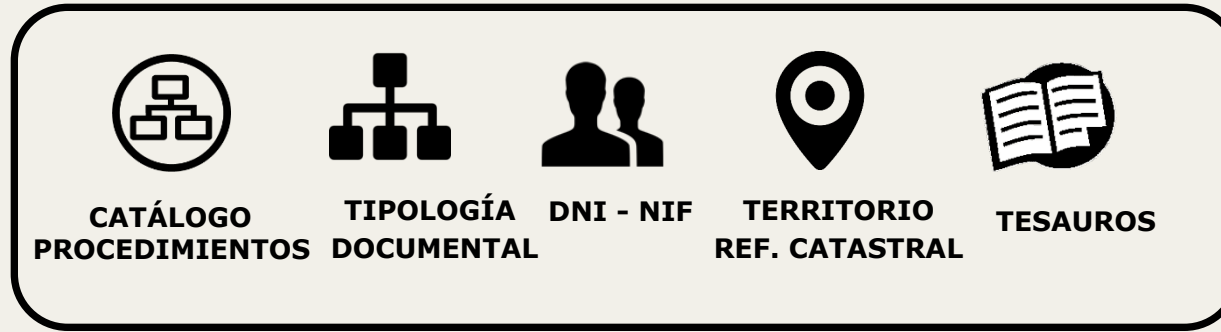 CATÁLOGO
PROCEDIMIENTOS
TIPOLOGÍA
DOCUMENTAL
DNI - NIF
TERRITORIO
REF. CATASTRAL
TESAUROS